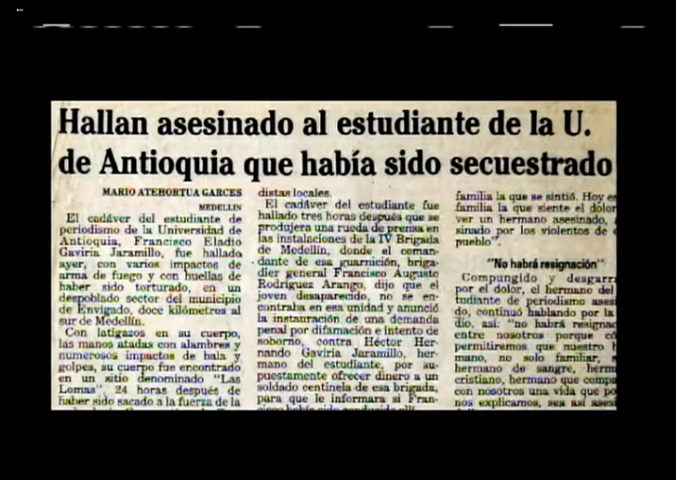 Hallan asesinado al estudiante de la U.
de Antioquia que había sido secuestrado
MARIO ATEHORTUA GARCES
MEDELLIN
El cadáver del estudiante de
periodismo de la Universidad de
Antioquia, Francisco Eladio
Gaviria Jaramillo, fue hallado
ayer, con varios impactos de
arma de fuego y con huellas de
haber sido torturado, en un
despoblado sector del municipio
de Envigado, doce kilómetros al
sur de Medellín.
Con latigazos en su cuerpo,
las manos atadas con alambres y
numerosos impactos de bala y
golpes, su cuerpo fue encontrado
en un sitio denominado "Las
Lomas", 24 horas después de
haber sido sacado a la fuerza de la
distas locales.
El cadáver del estudiante fue
hallado tres horas después que se
produjera una rueda de prensa en
las instalaciones de la IV Brigada
de Medellín, donde el coman-
dante de esa guarnición, briga-
dier general Francisco Augusto
Rodríguez Arango, dijo que el
joven desaparecido, no se en-
contraba en esa unidad y anunció
la instauración de una demanda
penal por difamación e intento de
soborno, contra Héctor Her-
nando Gaviria Jaramillo, her-
mano del estudiante, por su-
puestamente ofrecer dinero a un
soldado centinela de esa brigada,
para que le informara si Fran-
familia la que se sintió. Hoy es
familia la que siente el dolor
ver un hermano asesinado,
sinado por los violentos de
pueblo".
"No habrá resignación"
Compungido y desgarr
por el dolor, el hermano del
tudiante de periodismo ases
do, continuó hablando por la
dio, así: "no habrá resignac
entre nosotros porque có
permitiremos que nuestro h
mano, no solo familiar,
hermano de sangre, herm
cristiano, hermano que compa
con nosotros una vida que po
nos explicamos, sea así ases